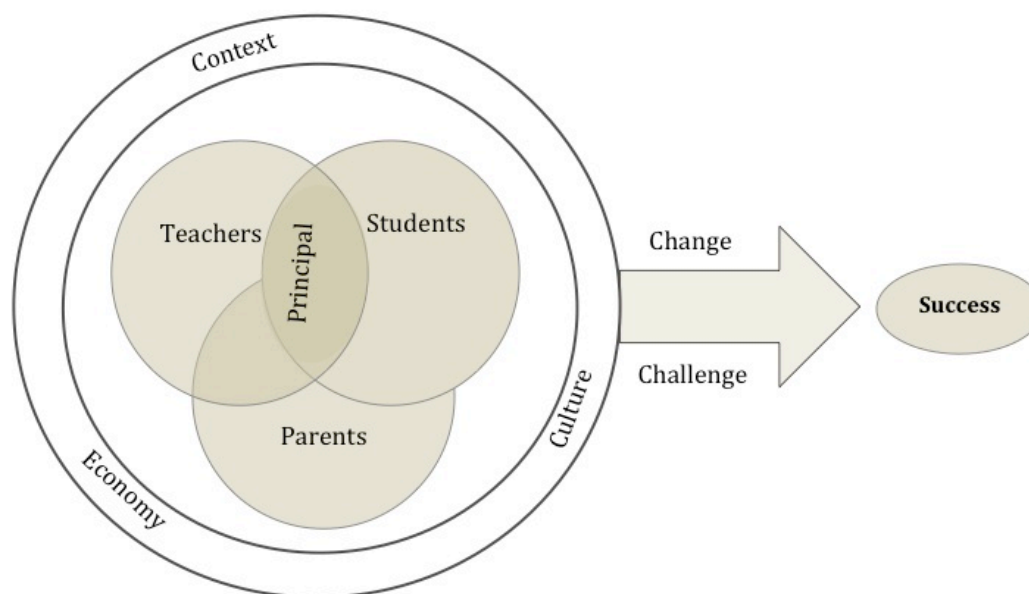 Context
Teachers
Principal
Students
Parents
Economy
Culture
Change
Challenge
Success